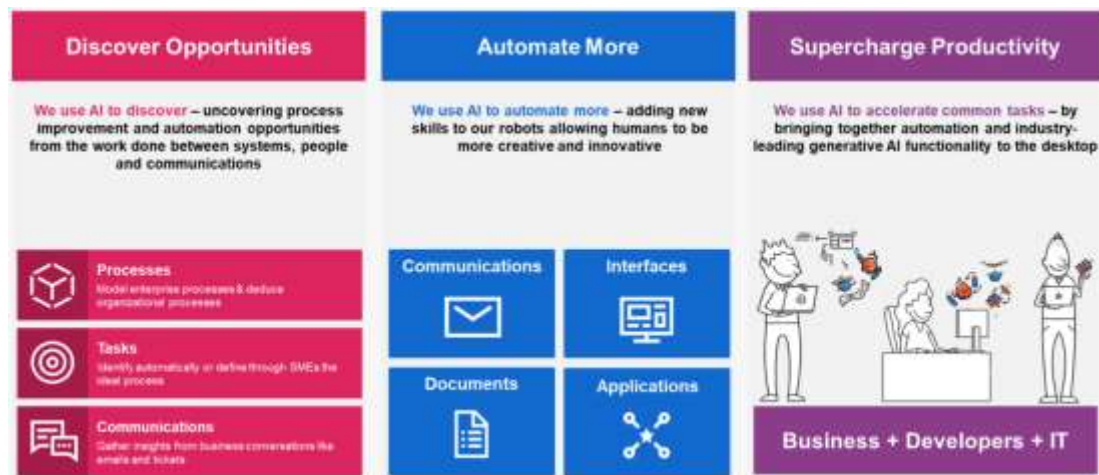 Discover Opportunities
We use AI to discover – uncovering process
improvement and automation opportunities
from the work done between systems, people
and communications
Processes
Model enterprise processes & deduce
organizational processes
Tasks
Identify automatically or define through SMEs the
ideal process
Communications
Gather insights from business conversations like
emails and tickets
Automate More
We use AI to automate more – adding new
skills to our robots allowing humans to be
more creative and innovative
Communications
Interfaces
Documents
Applications
Supercharge Productivity
We use AI to accelerate common tasks – by
bringing together automation and industry-
leading generative AI functionality to the desktop
Business + Developers + IT